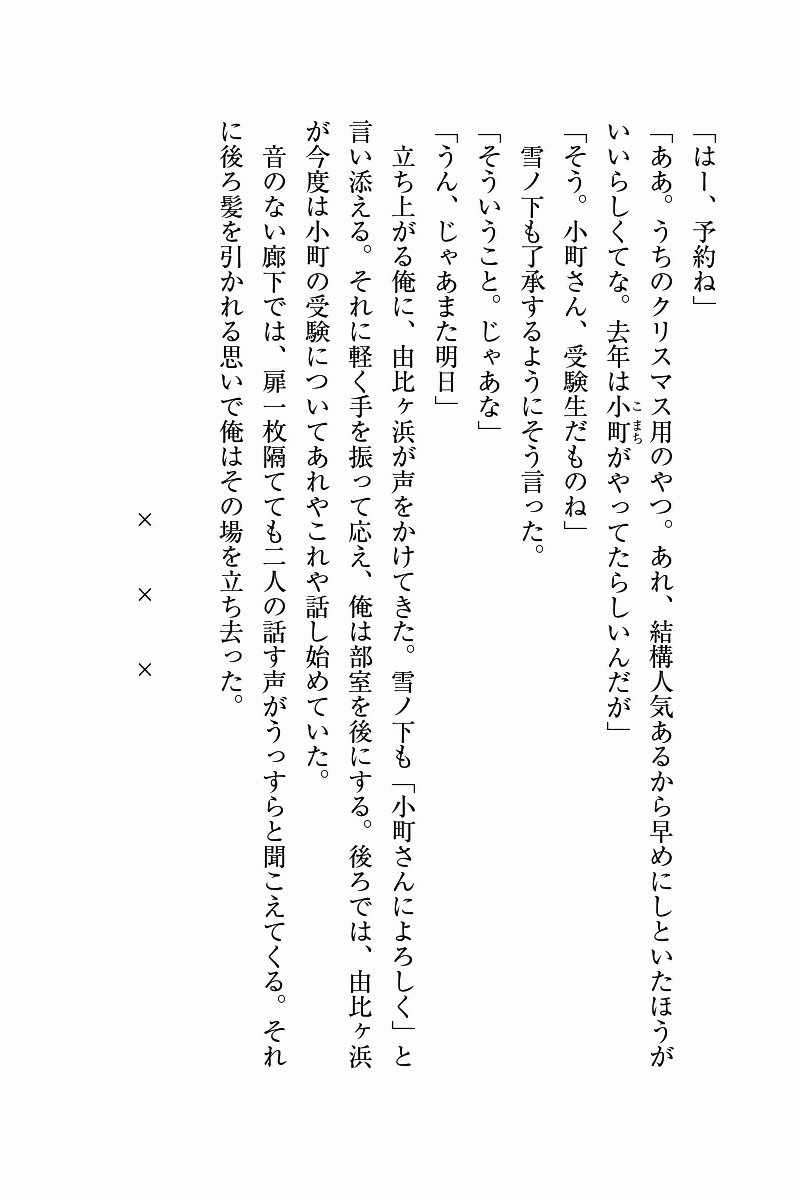 「はー、予約ね」
「ああ。うちのクリスマス用のやつ。あれ、結構人気あるから早めにしといたほうが
いいらしくてな。去年は小町がやってたらしいんだが」
こまち
「そう。小町さん、受験生だものね」
雪ノ下も了承するようにそう言った。
「そういうこと。じゃあな」
「うん、じゃあまた明日」
立ち上がる俺に、由比ヶ浜が声をかけてきた。雪ノ下も「小町さんによろしく」と
言い添える。それに軽く手を振って応え、俺は部室を後にする。後ろでは、由比ヶ浜
が今度は小町の受験についてあれやこれや話し始めていた。
音のない廊下では、扉一枚隔てても二人の話す声がうっすらと聞こえてくる。それ
に後ろ髪を引かれる思いで俺はその場を立ち去った。
× × ×